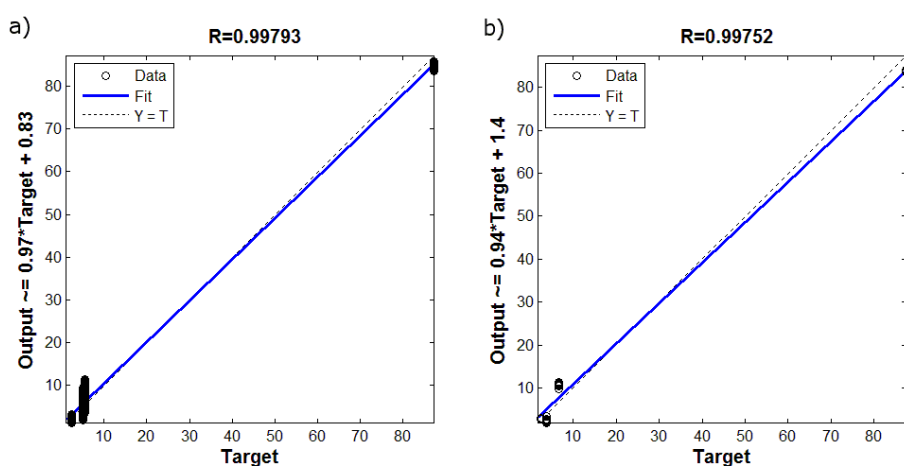 a)
R=0.99793
Data
Fit
Y = T
Output ~= 0.97*Target + 0.83
80
70
60
50
40
30
20
10
10 20 30 40 50 60 70 80
Target
b)
R=0.99752
Data
Fit
Y = T
Output ~= 0.94*Target + 1.4
80
70
60
50
40
30
20
10
10 20 30 40 50 60 70 80
Target